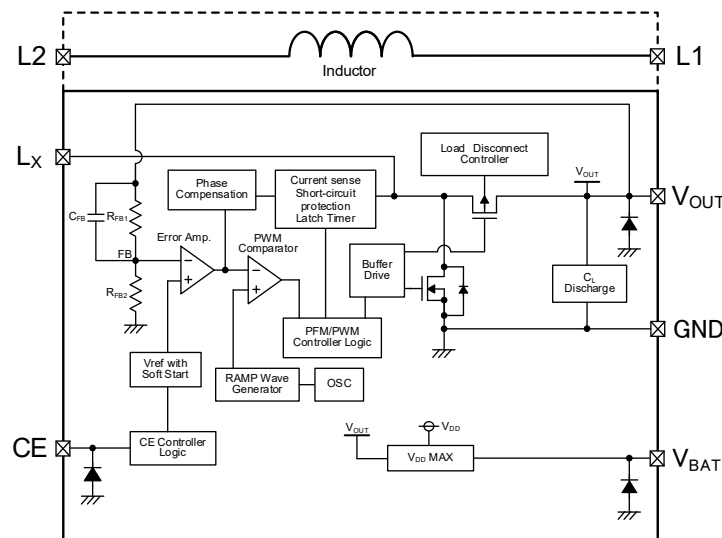 L2
L1
Inductor
LX
Load Disconnect
Controller
Phase
Compensation
Current sense
Short-circuit
protection
Latch Timer
VOUT
VOUT
CFB
RFB1
Error Amp.
PWM
Comparator
FB
Buffer
Drive
RFB2
CL
Discharge
PFM/PWM
Controller Logic
GND
Vref with
Soft Start
RAMP Wave
Generator
OSC
CE
CE Controller
Logic
VOUT
VDD
VDD MAX
VBAT